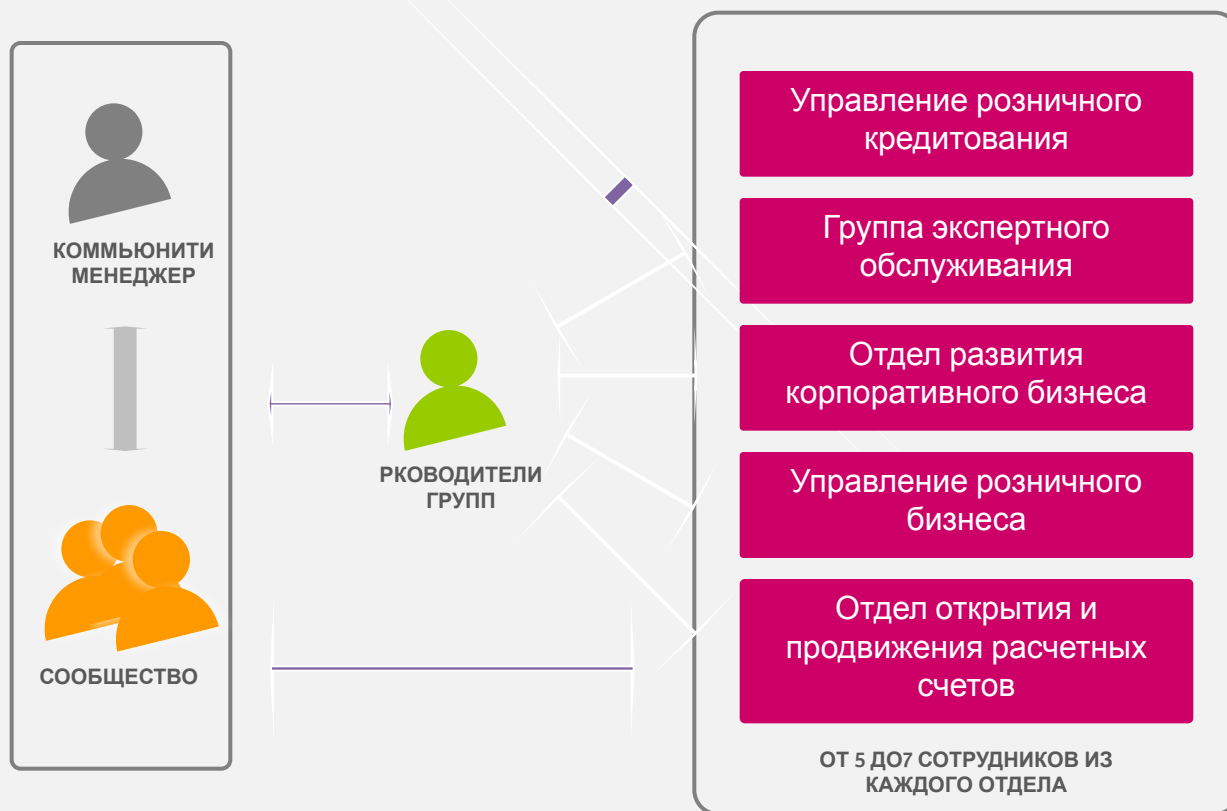 КОММЬЮНИТИ
МЕНЕДЖЕР
СООБЩЕСТВО
РКОВОДИТЕЛИ
ГРУПП
Управление розничного
кредитования
Группа экспертного
обслуживания
Отдел развития
корпоративного бизнеса
Управление розничного
бизнеса
Отдел открытия и
продвижения расчетных
счетов
ОТ 5 ДО7 СОТРУДНИКОВ ИЗ
КАЖДОГО ОТДЕЛА